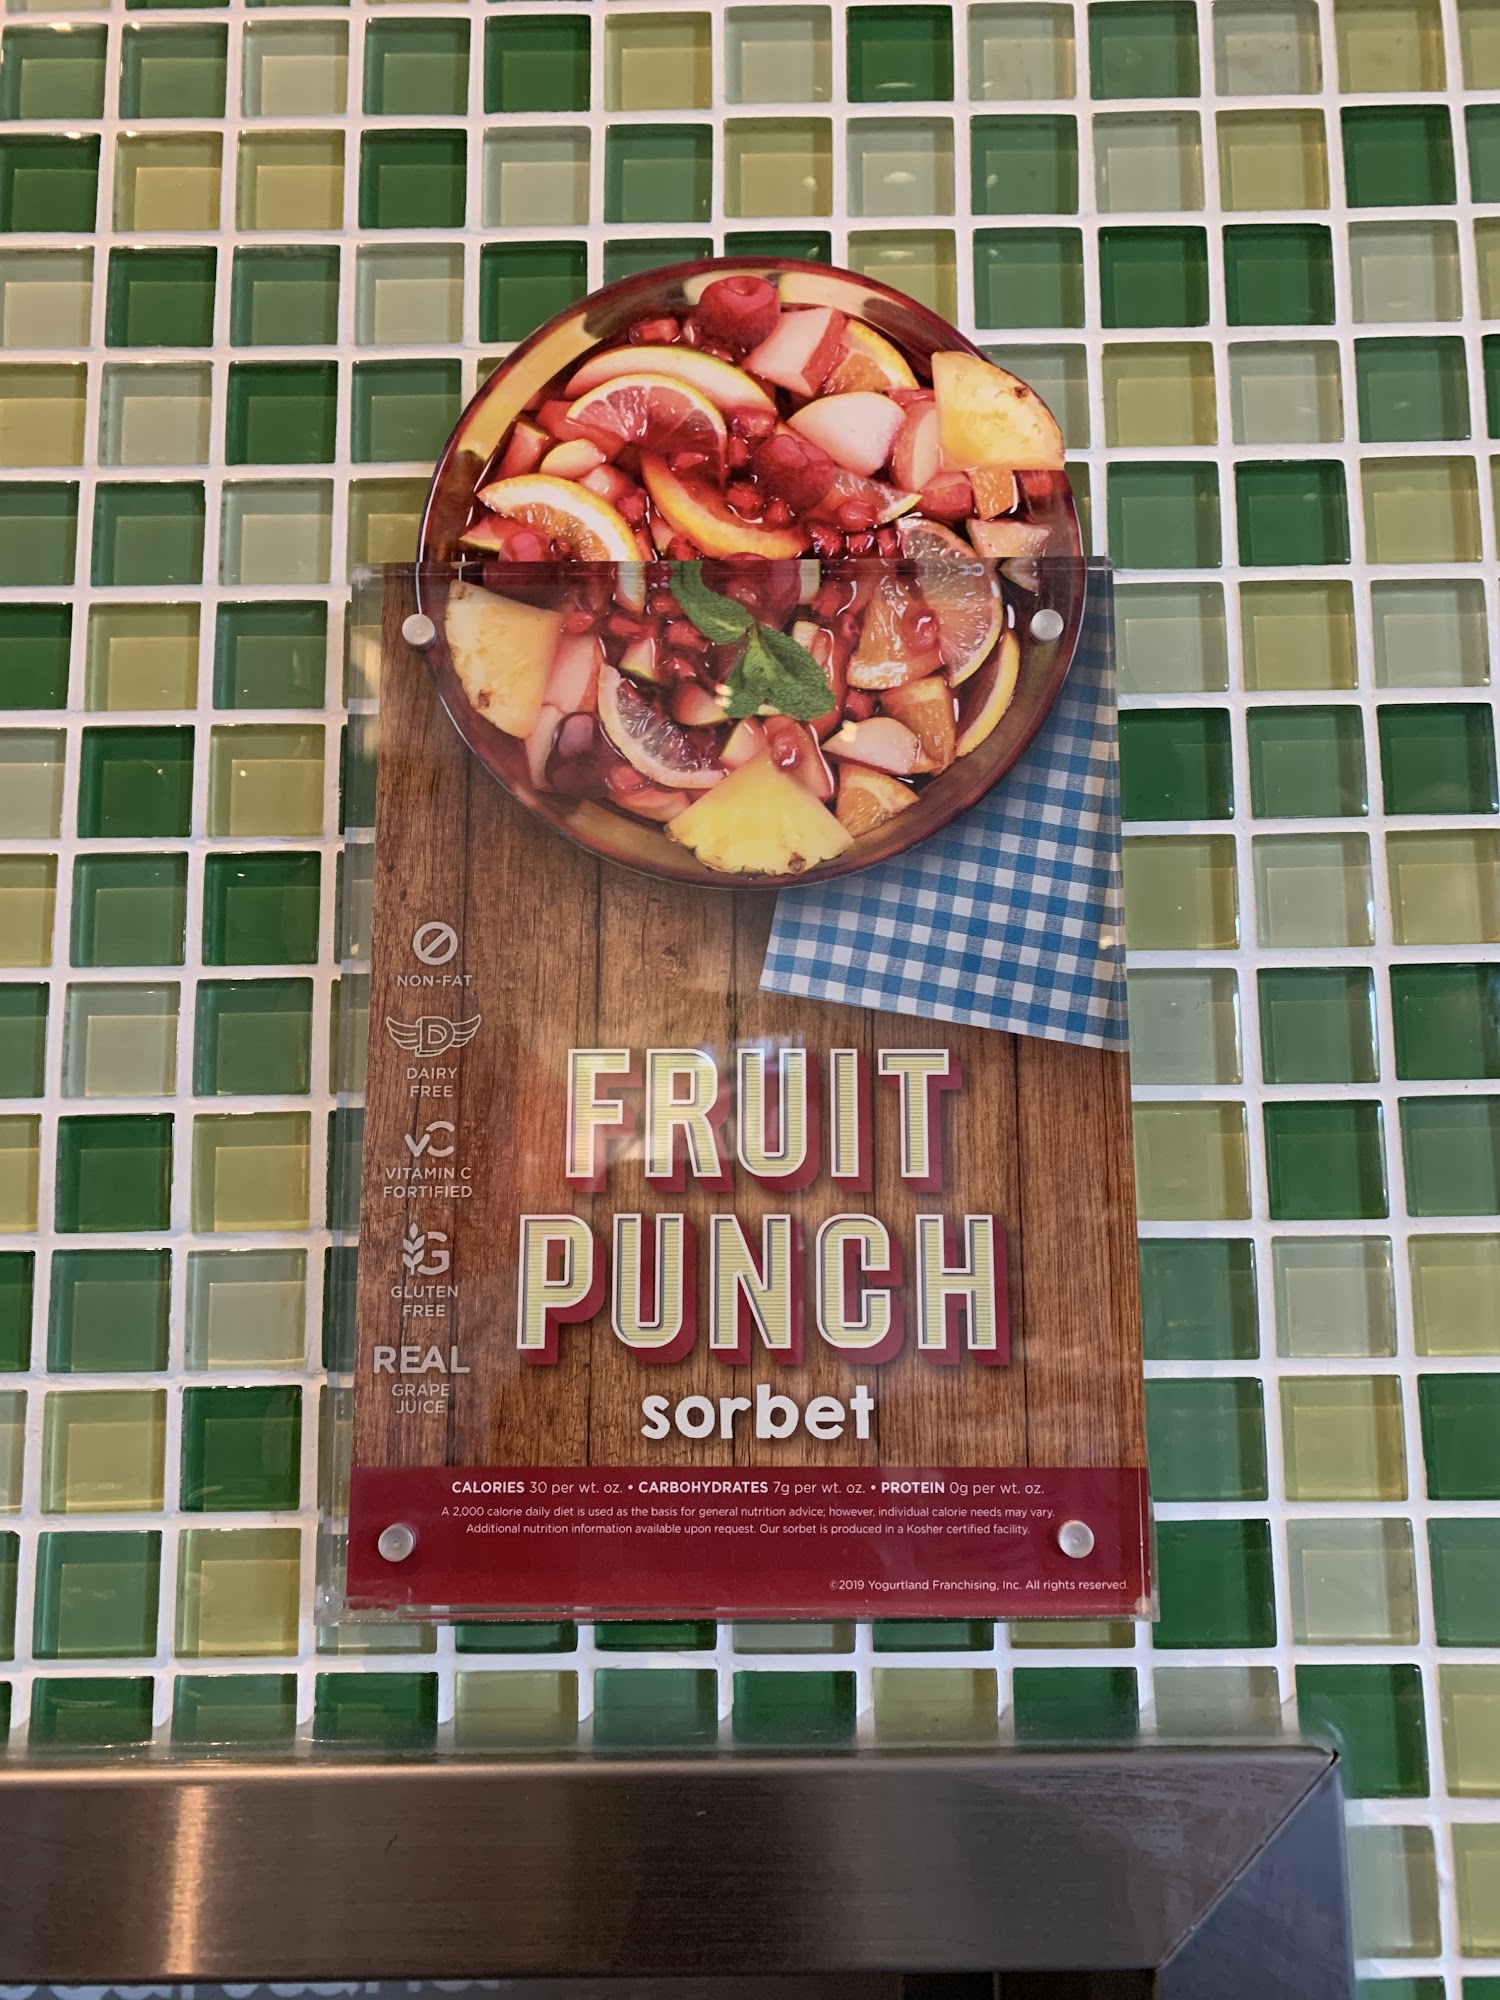 NON-FAT
DAIRY
FREE
VC
VITAMIN C
FORTIFIED
G
GLUTEN
FREE
REAL
GRAPE
JUICE
FRUIT
PUNCH
sorbet
CALORIES 30 per wt. oz. • CARBOHYDRATES 7g per wt. oz. • PROTEIN 0g per wt. oz.
A 2,000 calorie daily diet is used as the basis for general nutrition advice; however, individual calorie needs may vary.
Additional nutrition information available upon request. Our sorbet is produced in a Kosher certified facility.
©2019 Yogurtland Franchising, Inc. All rights reserved.